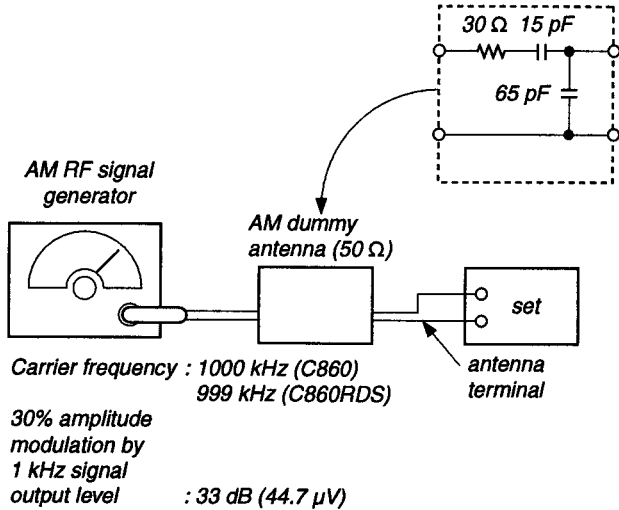 30 Ω 15 pF
65 pF
AM RF signal
generator
AM dummy
antenna (50 Ω)
set
antenna
terminal
Carrier frequency : 1000 kHz (C860)
999 kHz (C860RDS)
30% amplitude
modulation by
1 kHz signal
output level : 33 dB (44.7 µV)